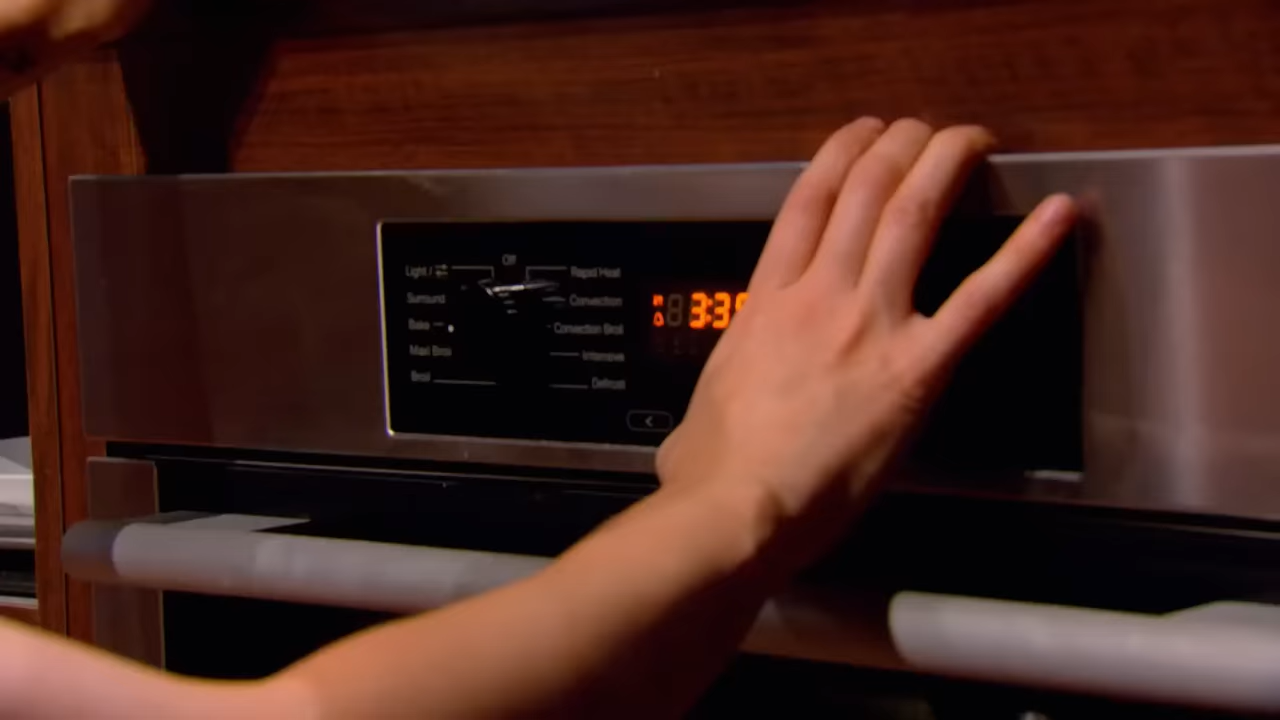 Off
Light / Rapid Heat
Surround Convection
Bake Convection Broil
Maxi Broil Intensive
Broil Defrost
3:3
<